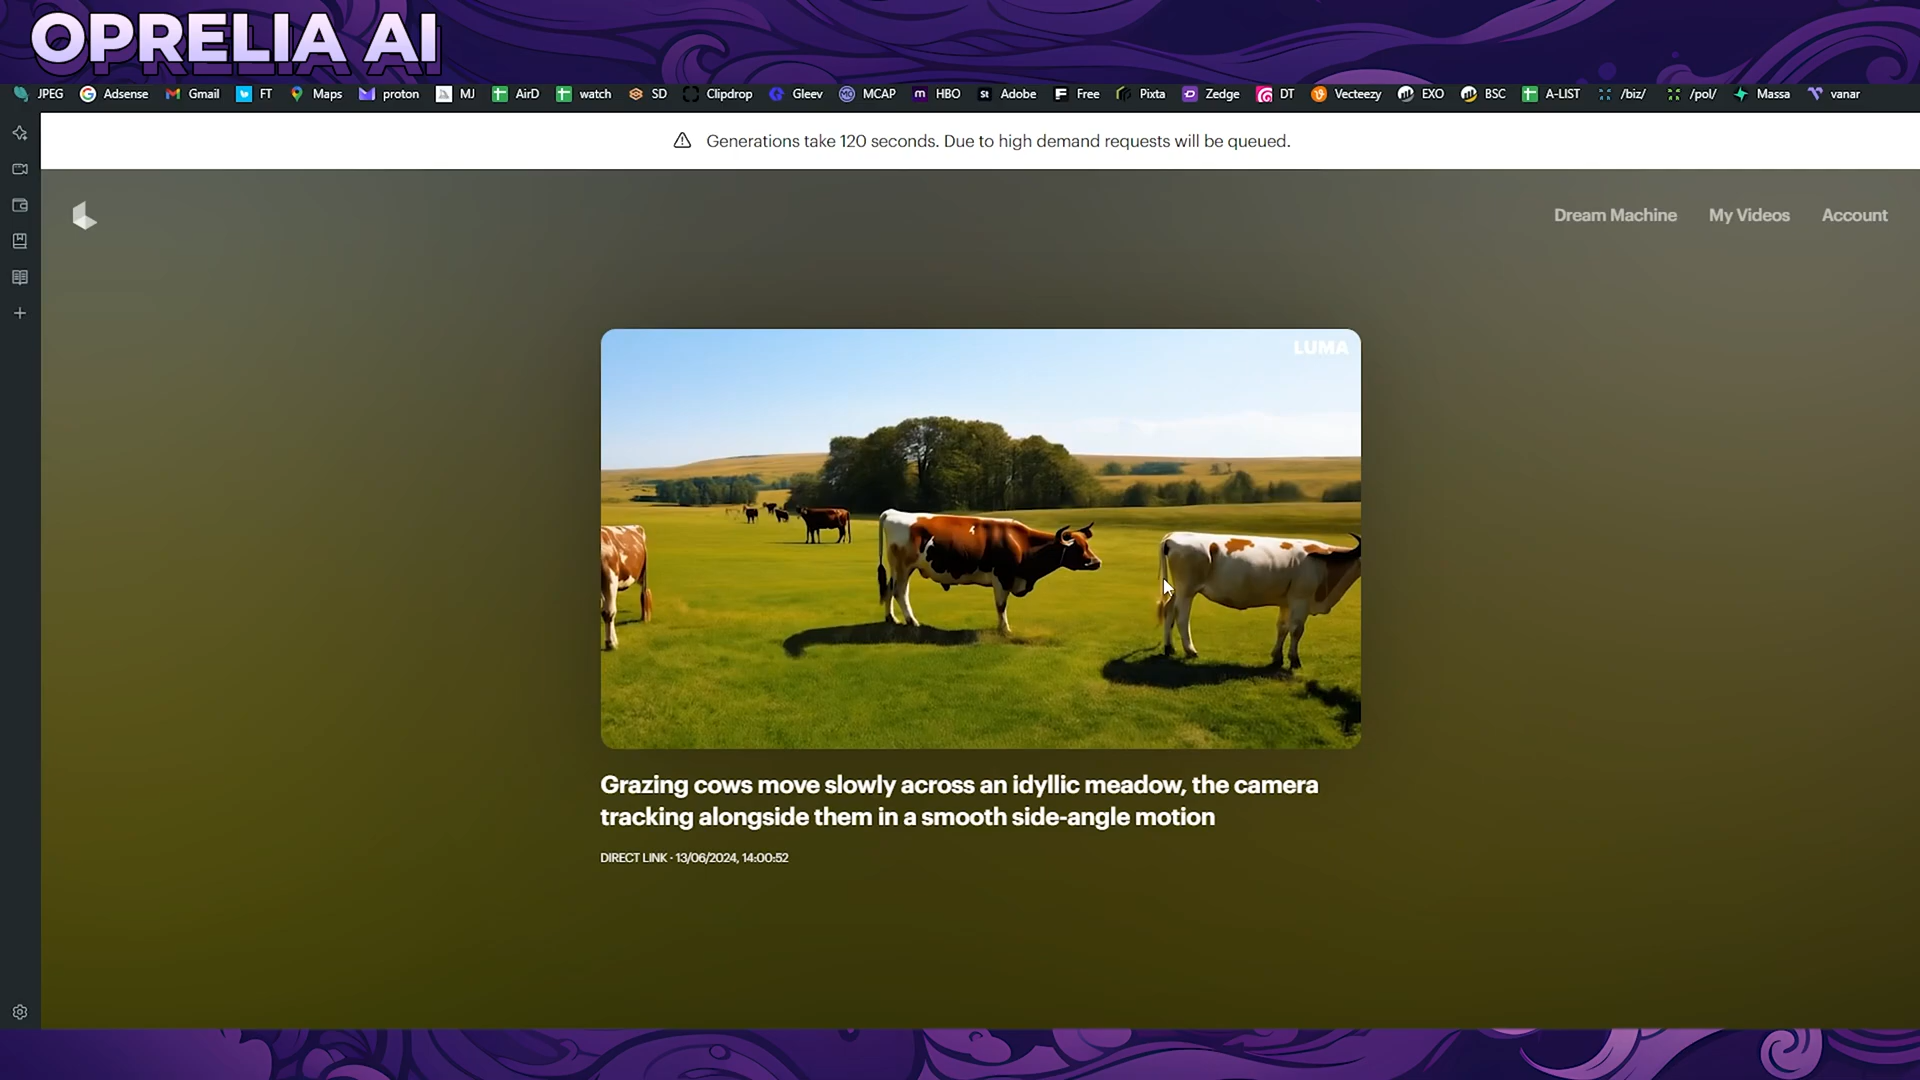 OPRELIA AI
JPEG Adsense Gmail FT Maps proton MJ AirD watch SD Clipdrop Gleev MCAP HBO Adobe Free Pixta Zedge DT Vecteezy EXO BSC A-LIST /biz/ /pol/ Massa vanar
Generations take 120 seconds. Due to high demand requests will be queued.
Dream Machine My Videos Account
LUMA
Grazing cows move slowly across an idyllic meadow, the camera
tracking alongside them in a smooth side-angle motion
DIRECT LINK · 13/06/2024, 14:00:52